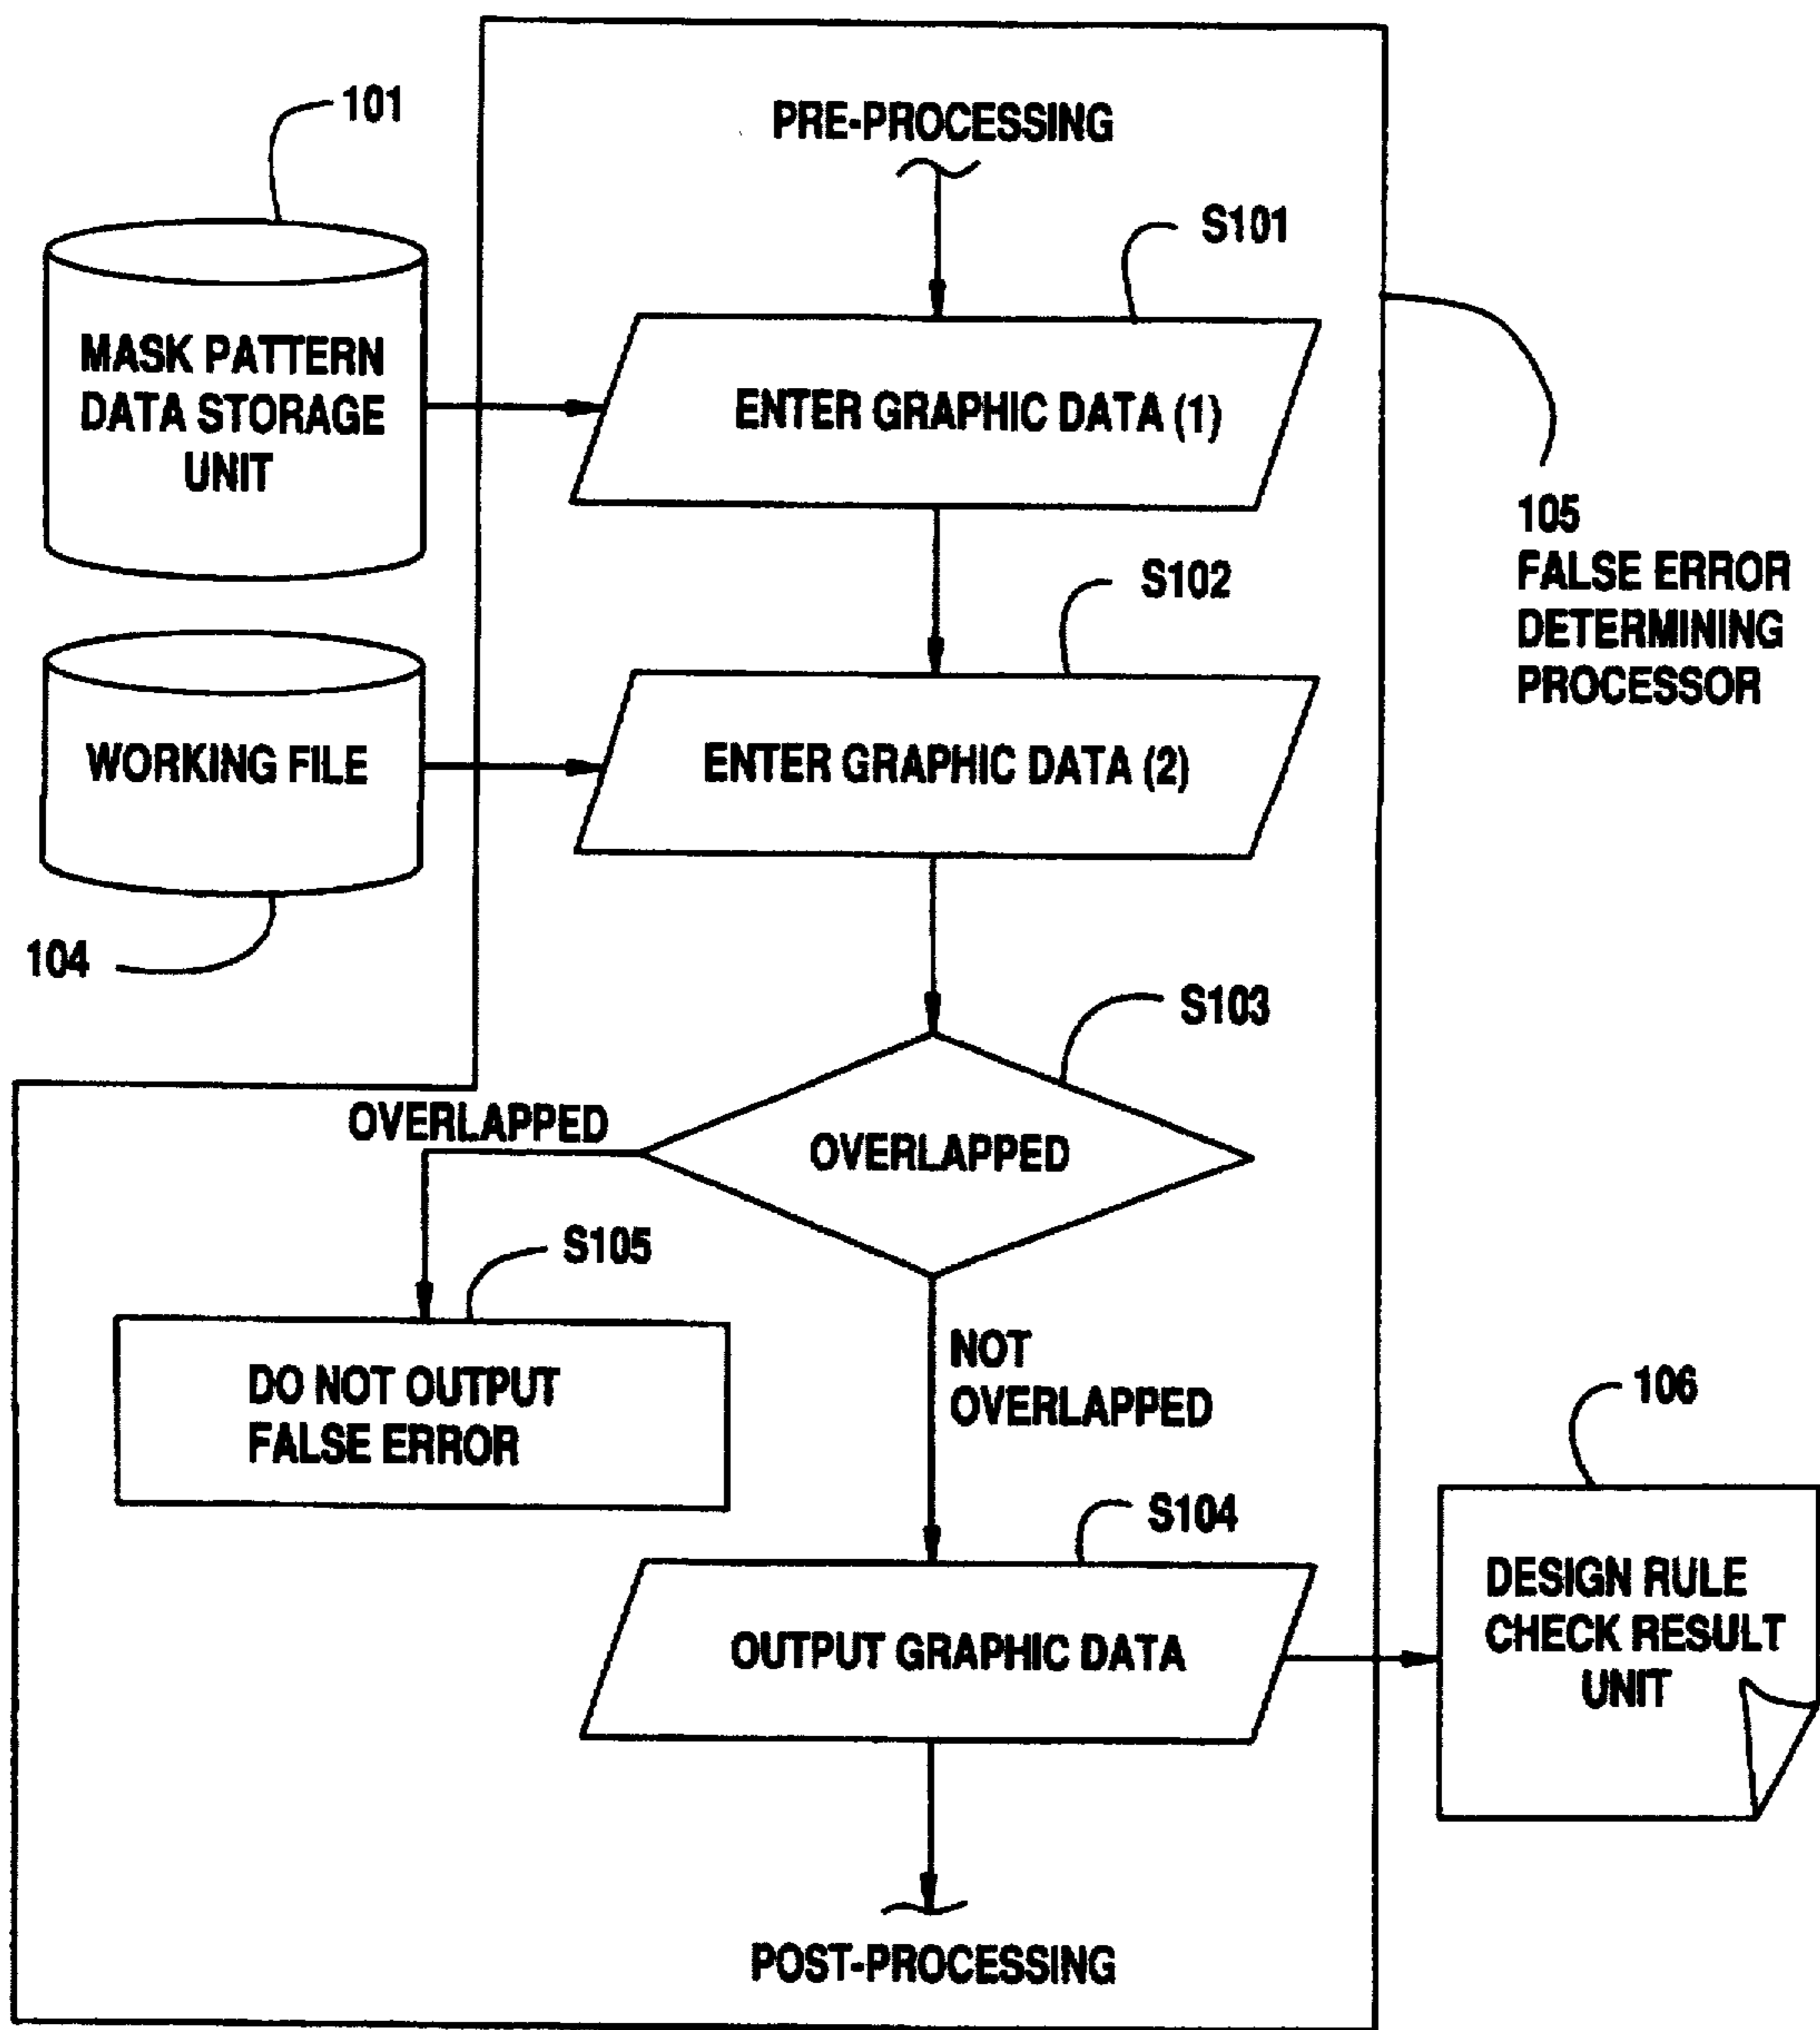 PRE-PROCESSING
101
S101
MASK PATTERN
DATA STORAGE
UNIT
ENTER GRAPHIC DATA (1)
105
FALSE ERROR
DETERMINING
PROCESSOR
S102
WORKING FILE
ENTER GRAPHIC DATA (2)
104
S103
OVERLAPPED
OVERLAPPED
S105
DO NOT OUTPUT
FALSE ERROR
NOT
OVERLAPPED
106
S104
DESIGN RULE
CHECK RESULT
UNIT
OUTPUT GRAPHIC DATA
POST-PROCESSING